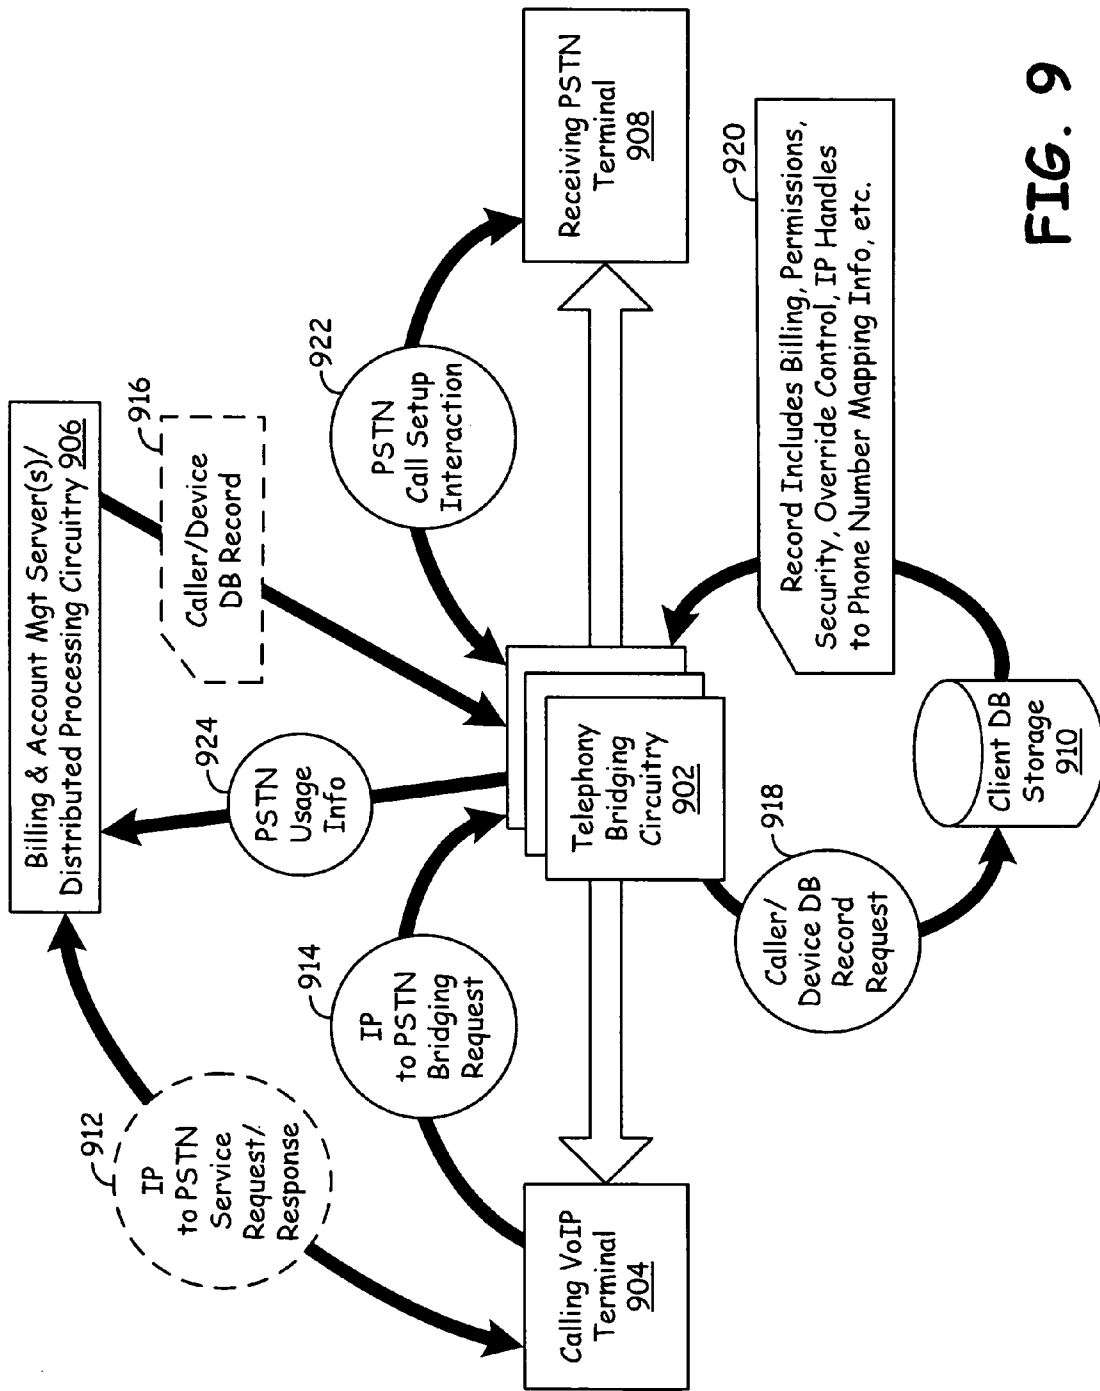 Billing & Account Mgt Server(s)/
Distributed Processing Circuitry 906
912
IP
to PSTN
Service
Request/
Response
924
PSTN
Usage
Info
916
Caller/Device
DB Record
914
IP
to PSTN
Bridging
Request
922
PSTN
Call Setup
Interaction
Calling VoIP
Terminal
904
Telephony
Bridging
Circuitry
902
Receiving PSTN
Terminal
908
918
Caller/
Device DB
Record
Request
920
Record Includes Billing, Permissions,
Security, Override Control, IP Handles
to Phone Number Mapping Info, etc.
Client DB
Storage
910
FIG. 9